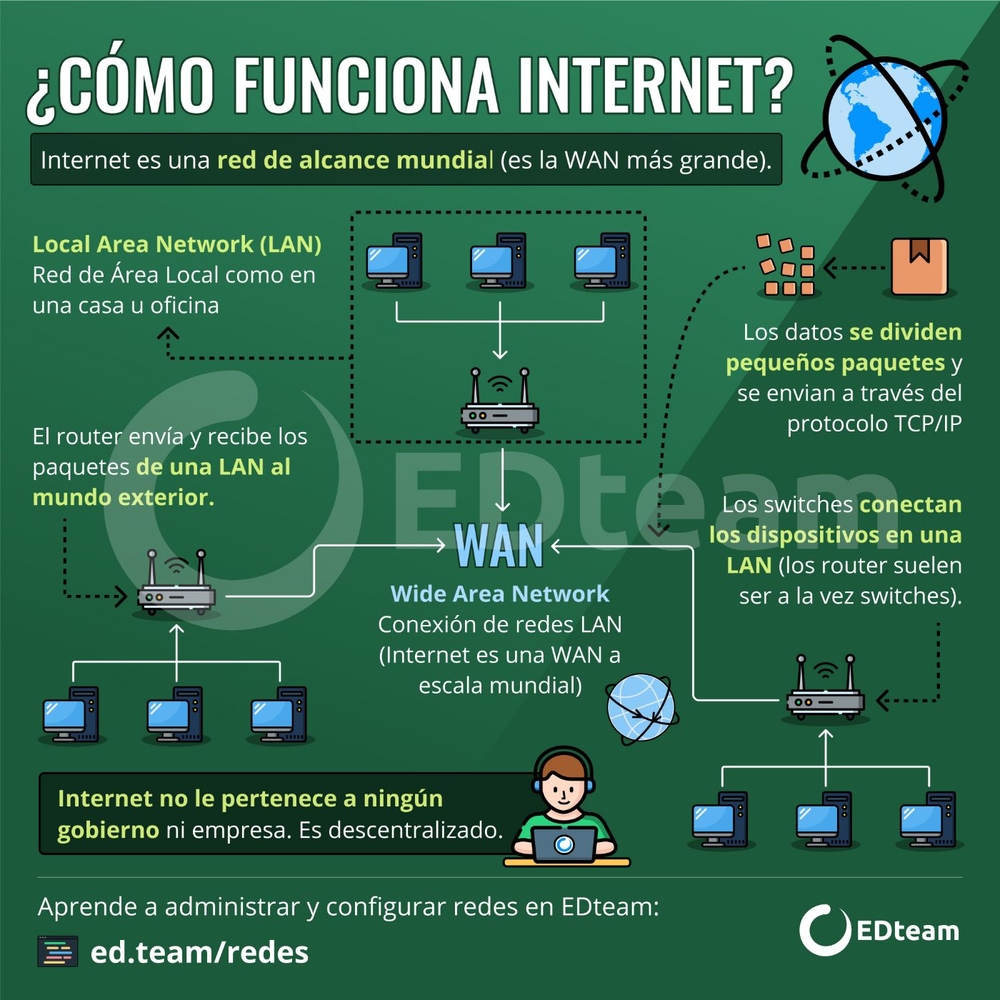 ¿CÓMO FUNCIONA INTERNET?
Internet es una red de alcance mundial (es la WAN más grande).
Local Area Network (LAN)
Red de Área Local como en
una casa u oficina
Los datos se dividen
pequeños paquetes y
se envian a través del
protocolo TCP/IP
El router envía y recibe los
paquetes de una LAN al
mundo exterior.
EDteam
Los switches conectan
los dispositivos en una
LAN (los router suelen
ser a la vez switches).
WAN
Wide Area Network
Conexión de redes LAN
(Internet es una WAN a
escala mundial)
Internet no le pertenece a ningún
gobierno ni empresa. Es descentralizado.
Aprende a administrar y configurar redes en EDteam:
ed.team/redes
EDteam